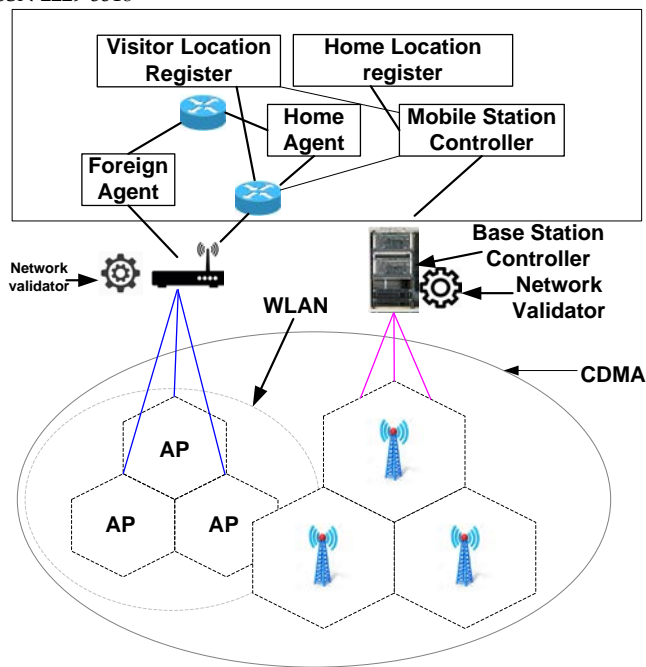 Visitor Location
Register
Home Location
register
Home
Agent
Mobile Station
Controller
Foreign
Agent
Base Station
Controller
Network
validator
Network
Validator
WLAN
CDMA
AP
AP
AP